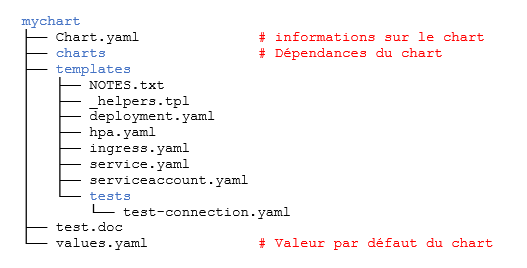 mychart
├── Chart.yaml # informations sur le chart
├── charts # Dépendances du chart
├── templates
│   ├── NOTES.txt
│   ├── _helpers.tpl
│   ├── deployment.yaml
│   ├── hpa.yaml
│   ├── ingress.yaml
│   ├── service.yaml
│   ├── serviceaccount.yaml
│   └── tests
│       └── test-connection.yaml
├── test.doc
└── values.yaml # Valeur par défaut du chart